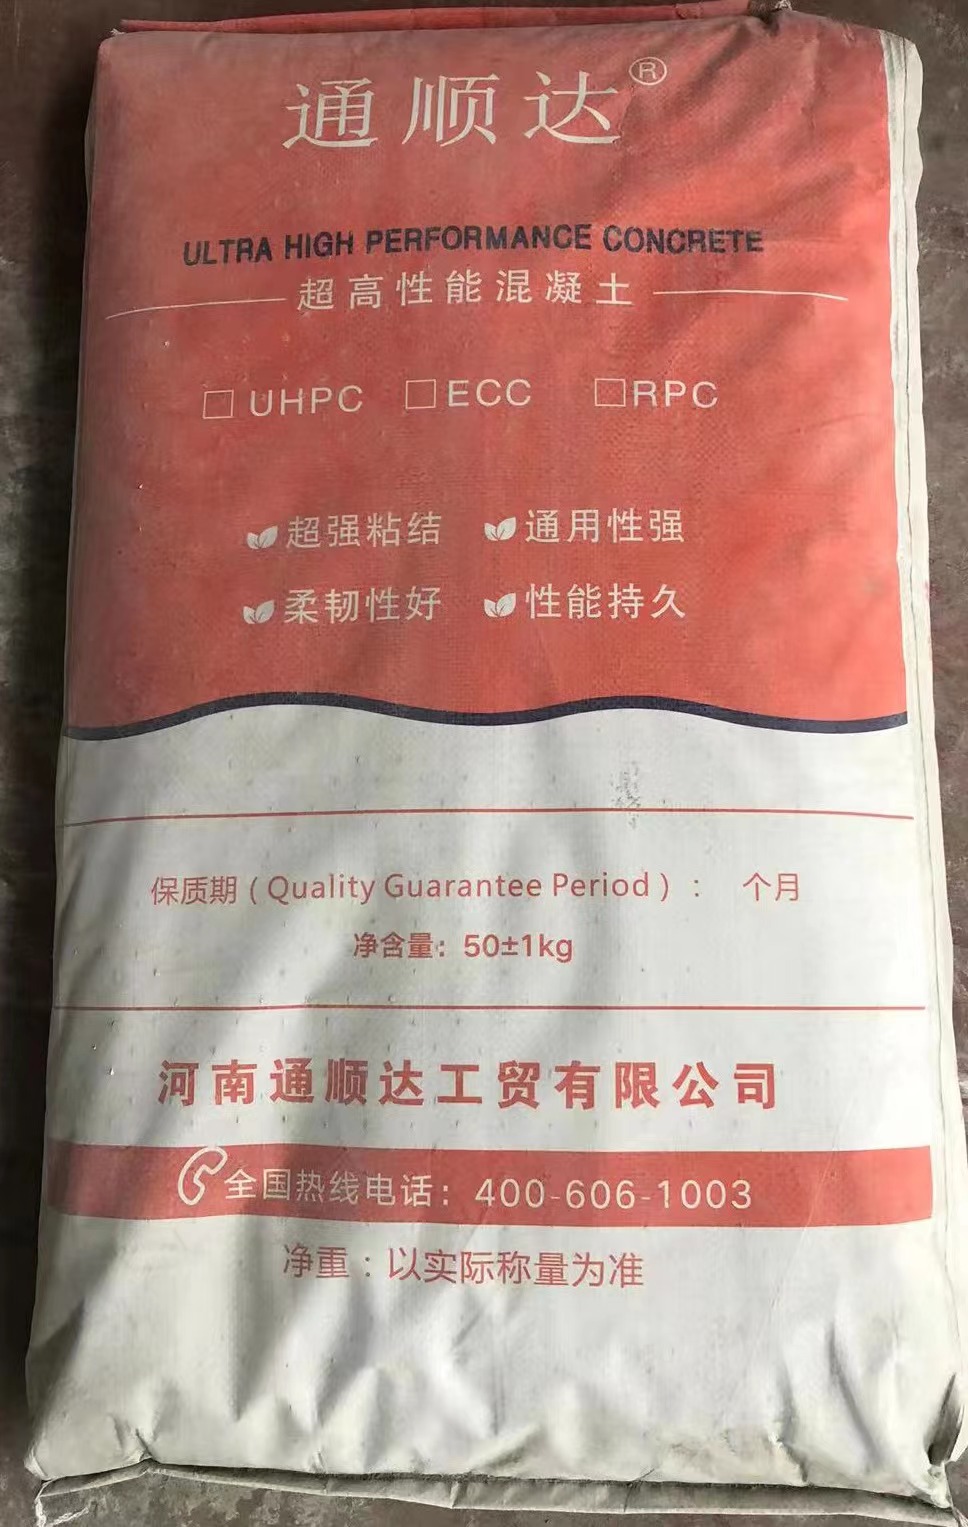 通顺达®
ULTRA HIGH PERFORMANCE CONCRETE
超高性能混凝土
□UHPC □ECC □RPC
超强粘结 通用性强
柔韧性好 性能持久
保质期（Quality Guarantee Period）： 个月
净含量：50±1kg
河南通顺达工贸有限公司
全国热线电话：400-606-1003
净重：以实际称量为准